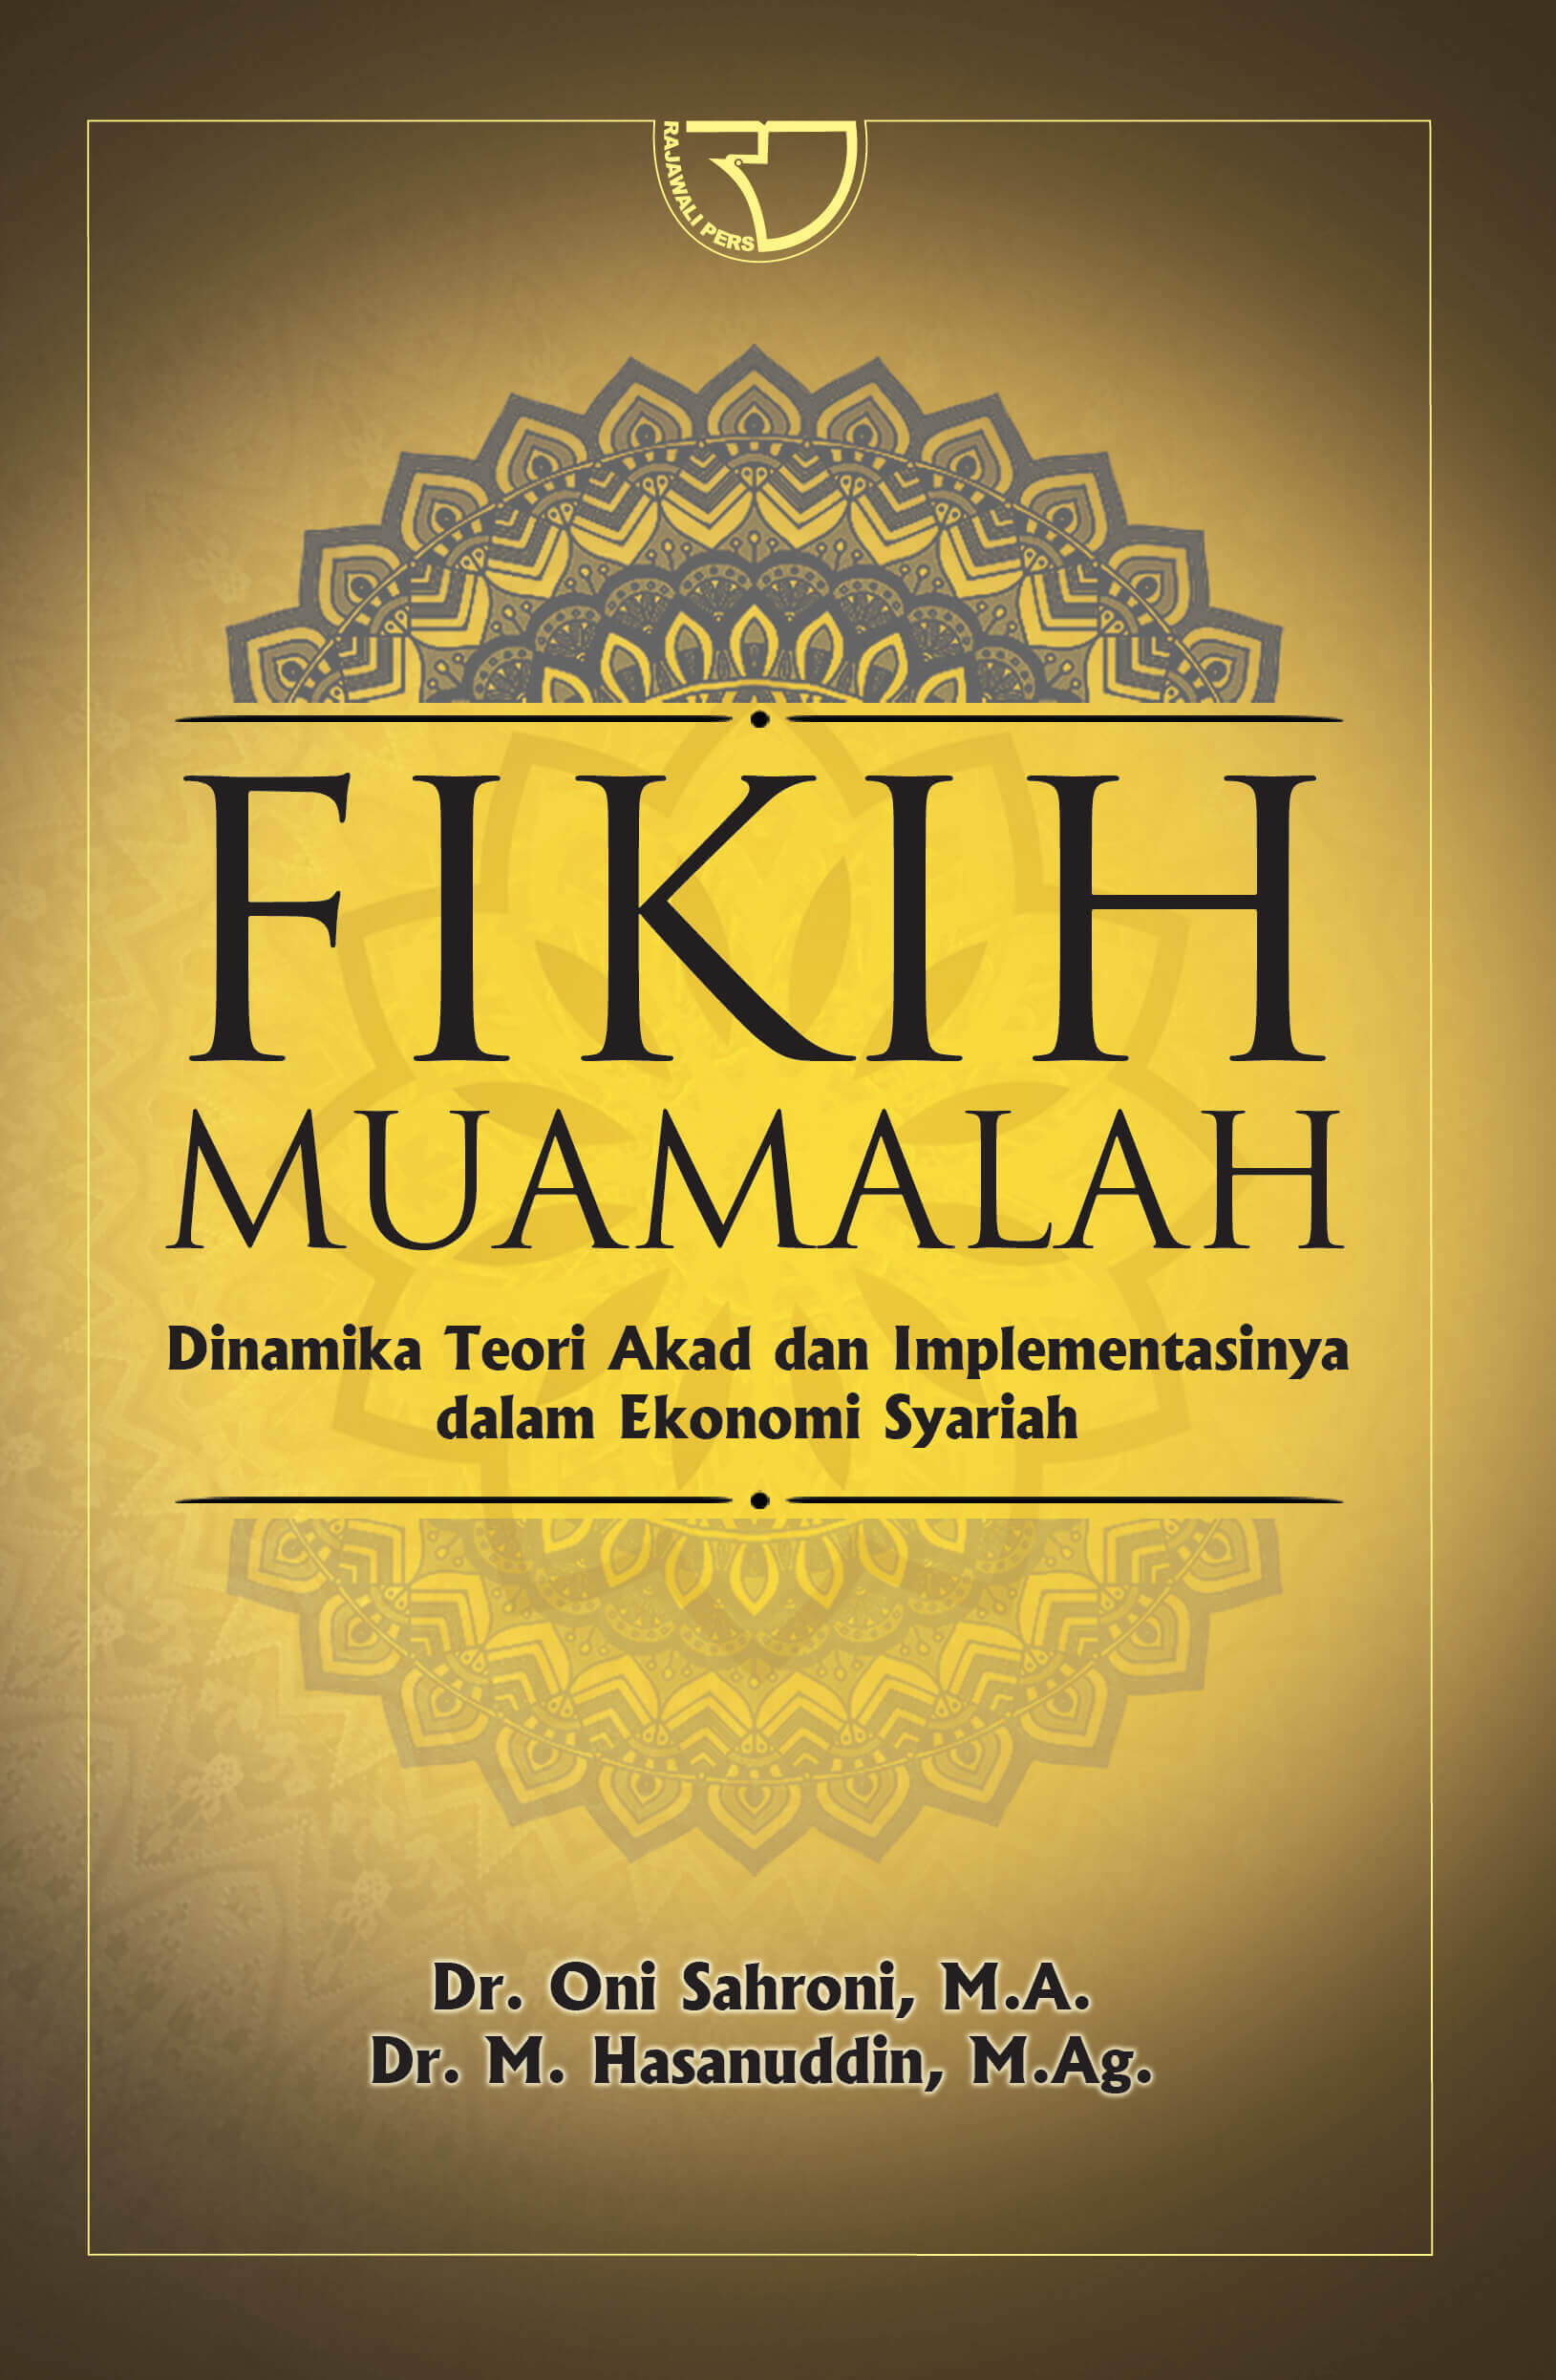 RAJAWALI PERS
FIKIH
MUAMALAH
Dinamika Teori Akad dan Implementasinya
dalam Ekonomi Syariah
Dr. Oni Sahroni, M.A.
Dr. M. Hasanuddin, M.Ag.